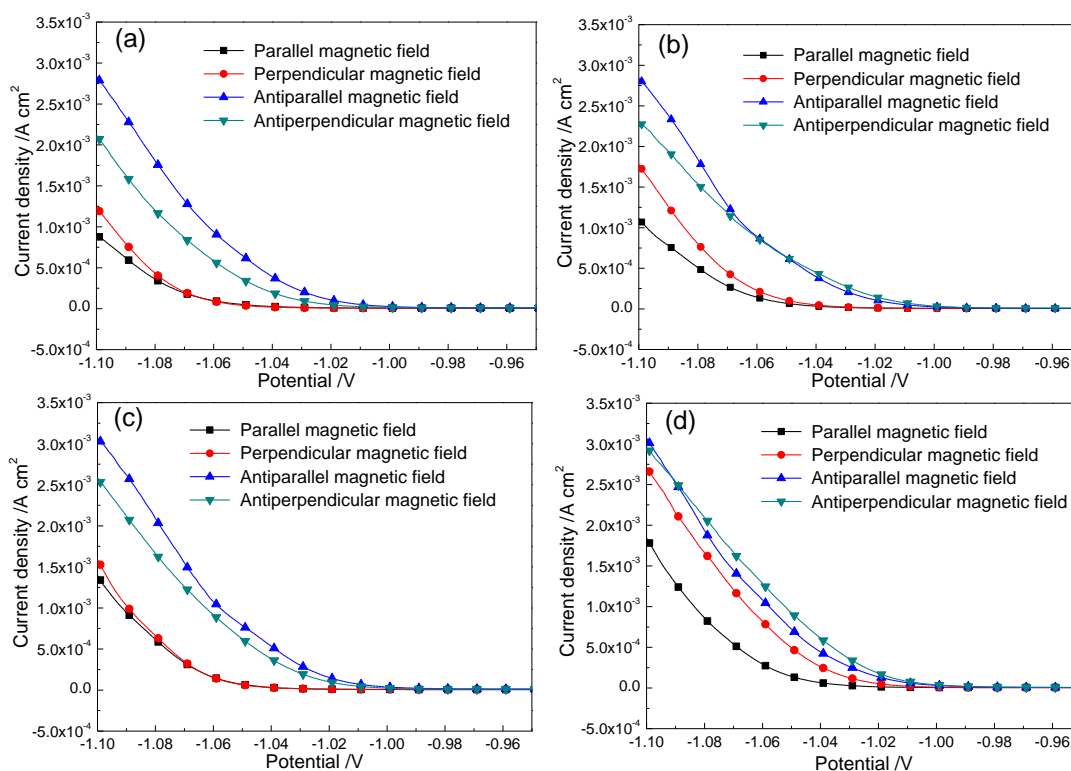 (a)
Parallel magnetic field
Perpendicular magnetic field
Antiparallel magnetic field
Antiperpendicular magnetic field
3.5x10⁻³
3.0x10⁻³
2.5x10⁻³
2.0x10⁻³
1.5x10⁻³
1.0x10⁻³
5.0x10⁻⁴
0.0
-5.0x10⁻⁴
Current density /A cm²
-1.10 -1.08 -1.06 -1.04 -1.02 -1.00 -0.98 -0.96
Potential /V
(b)
Parallel magnetic field
Perpendicular magnetic field
Antiparallel magnetic field
Antiperpendicular magnetic field
3.5x10⁻³
3.0x10⁻³
2.5x10⁻³
2.0x10⁻³
1.5x10⁻³
1.0x10⁻³
5.0x10⁻⁴
0.0
-5.0x10⁻⁴
Current density /A cm²
-1.10 -1.08 -1.06 -1.04 -1.02 -1.00 -0.98 -0.96
Potential /V
(c)
Parallel magnetic field
Perpendicular magnetic field
Antiparallel magnetic field
Antiperpendicular magnetic field
3.5x10⁻³
3.0x10⁻³
2.5x10⁻³
2.0x10⁻³
1.5x10⁻³
1.0x10⁻³
5.0x10⁻⁴
0.0
-5.0x10⁻⁴
Current density /A cm²
-1.10 -1.08 -1.06 -1.04 -1.02 -1.00 -0.98 -0.96
Potential /V
(d)
Parallel magnetic field
Perpendicular magnetic field
Antiparallel magnetic field
Antiperpendicular magnetic field
3.5x10⁻³
3.0x10⁻³
2.5x10⁻³
2.0x10⁻³
1.5x10⁻³
1.0x10⁻³
5.0x10⁻⁴
0.0
-5.0x10⁻⁴
Current density /A cm²
-1.10 -1.08 -1.06 -1.04 -1.02 -1.00 -0.98 -0.96
Potential /V